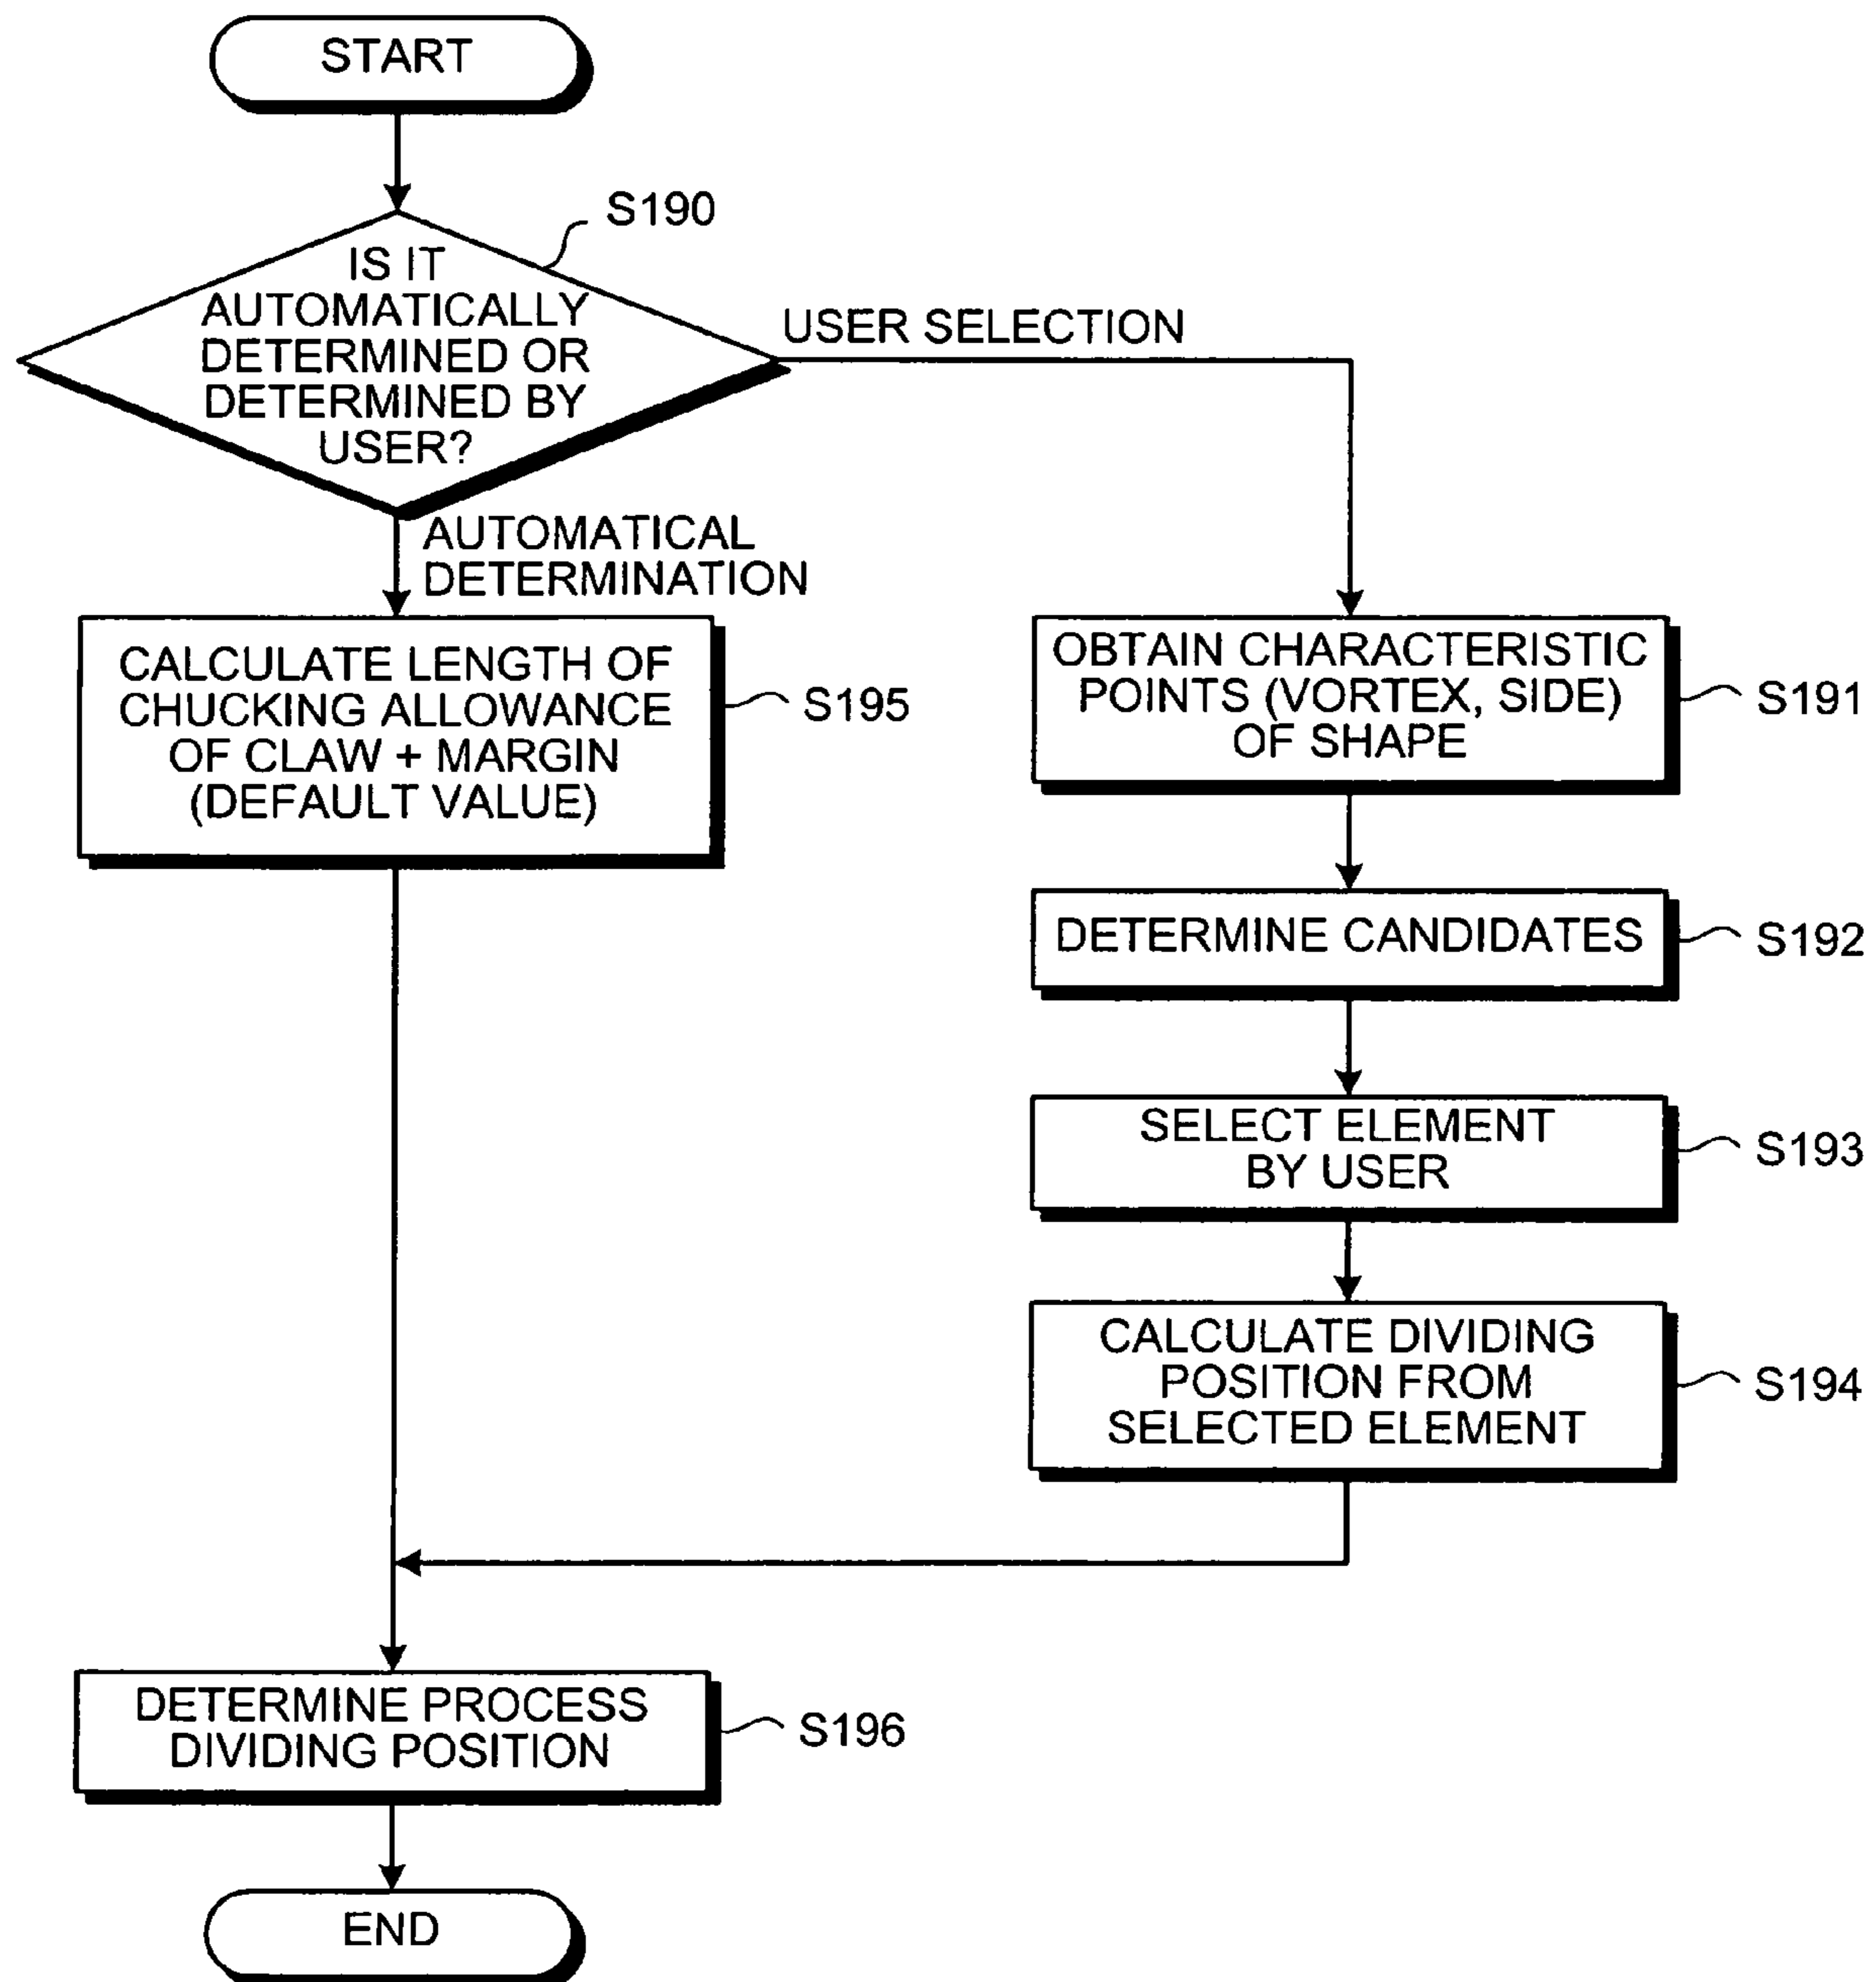 START
S190
IS IT
AUTOMATICALLY
DETERMINED OR
DETERMINED BY
USER?
USER SELECTION
AUTOMATICAL
DETERMINATION
CALCULATE LENGTH OF
CHUCKING ALLOWANCE
OF CLAW + MARGIN
(DEFAULT VALUE)
S195
OBTAIN CHARACTERISTIC
POINTS (VORTEX, SIDE)
OF SHAPE
S191
DETERMINE CANDIDATES
S192
SELECT ELEMENT
BY USER
S193
CALCULATE DIVIDING
POSITION FROM
SELECTED ELEMENT
S194
DETERMINE PROCESS
DIVIDING POSITION
S196
END